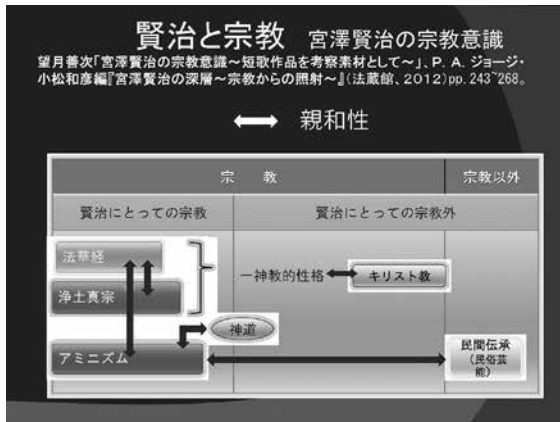 賢治と宗教 宮澤賢治の宗教意識
望月善次「宮澤賢治の宗教意識～短歌作品を考察素材として～」、P. A. ジョージ・
小松和彦編『宮澤賢治の深層～宗教からの照射～』(法蔵館、2012)pp.243~268。
親和性
宗 教
宗教以外
賢治にとっての宗教
賢治にとっての宗教外
法華経
一神教的性格
キリスト教
浄土真宗
神道
アミニズム
民間伝承
(民俗芸
能)